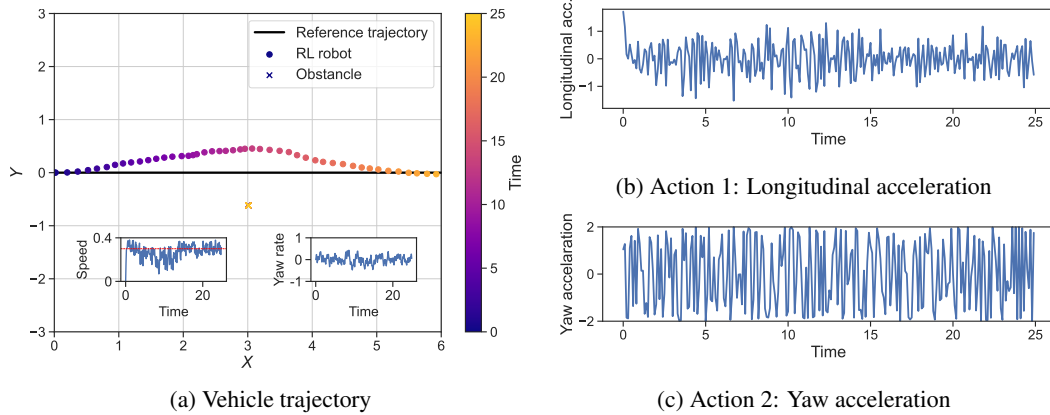 3
2
1
0
−1
−2
−3
Y
0 1 2 3 4 5 6
X
Reference trajectory
RL robot
Obstancle
0.4
0
Speed
0 20
Time
1
0
−1
Yaw rate
0 20
Time
25
20
15
10
5
0
Time
(a) Vehicle trajectory
1
0
−1
Longitudinal acc.
0 5 10 15 20 25
Time
(b) Action 1: Longitudinal acceleration
2
0
−2
Yaw acceleration
0 5 10 15 20 25
Time
(c) Action 2: Yaw acceleration